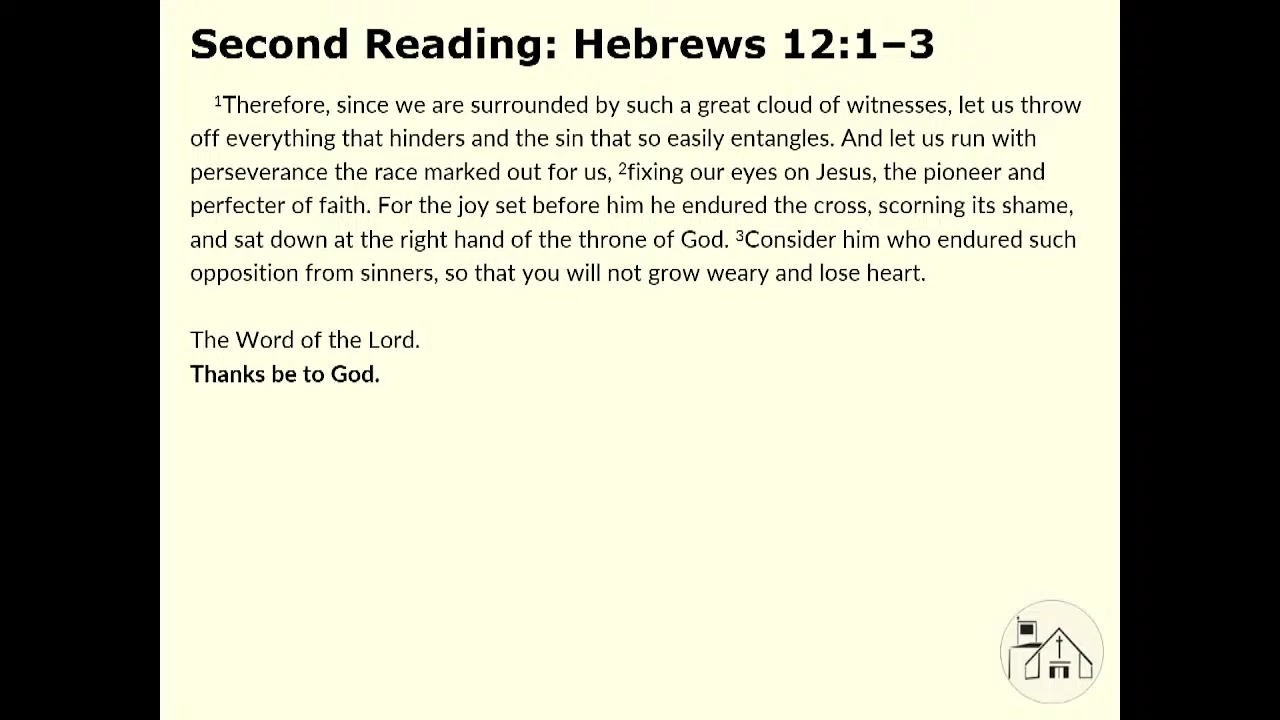 Second Reading: Hebrews 12:1–3
¹Therefore, since we are surrounded by such a great cloud of witnesses, let us throw
off everything that hinders and the sin that so easily entangles. And let us run with
perseverance the race marked out for us, ²fixing our eyes on Jesus, the pioneer and
perfecter of faith. For the joy set before him he endured the cross, scorning its shame,
and sat down at the right hand of the throne of God. ³Consider him who endured such
opposition from sinners, so that you will not grow weary and lose heart.
The Word of the Lord.
Thanks be to God.